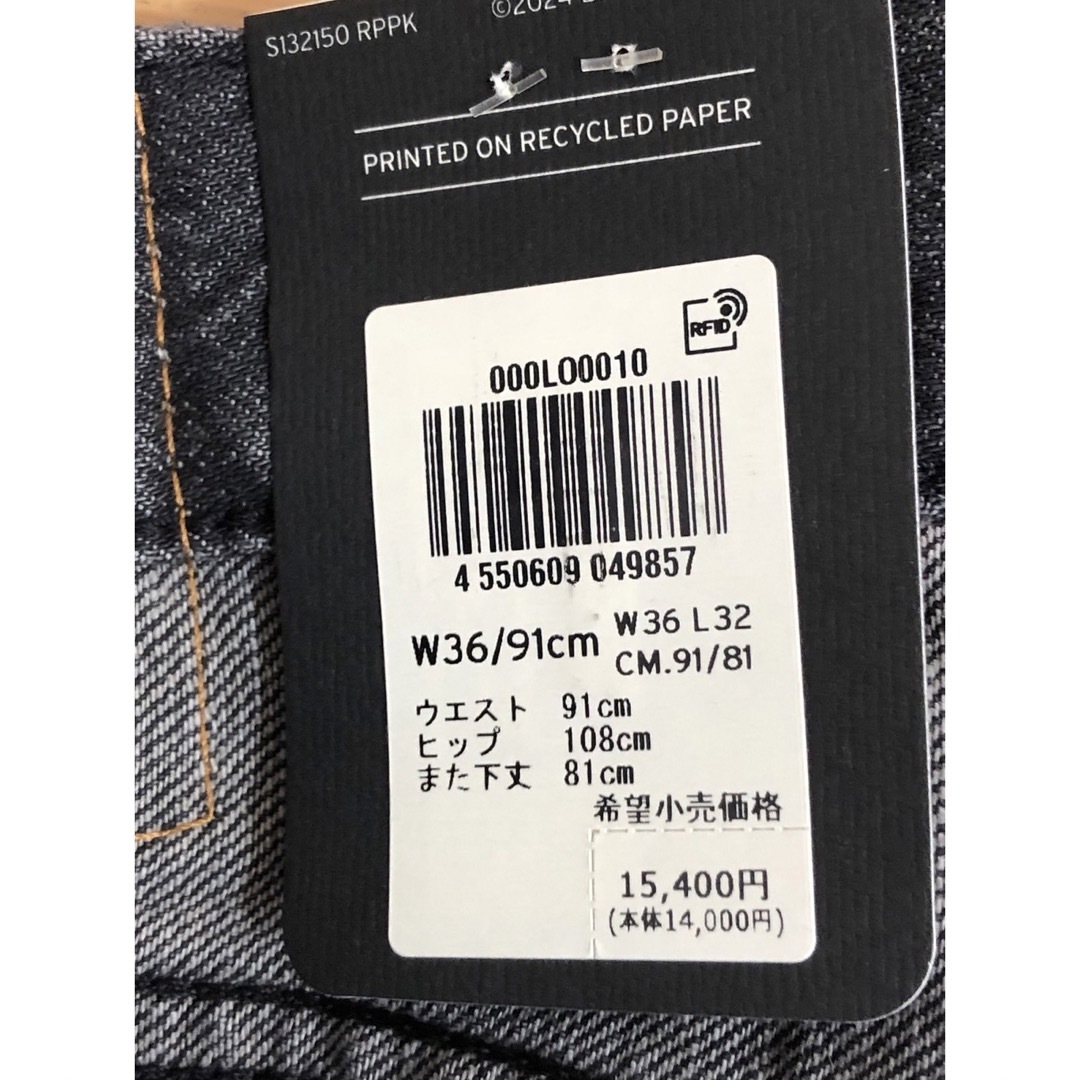 S132150 RPPK
©2024
PRINTED ON RECYCLED PAPER
RFID
000LO0010
4 550609 049857
W36/91cm
W36 L32
CM.91/81
ウエスト 91cm
ヒップ 108cm
また下丈 81cm
希望小売価格
15,400円
(本体14,000円)